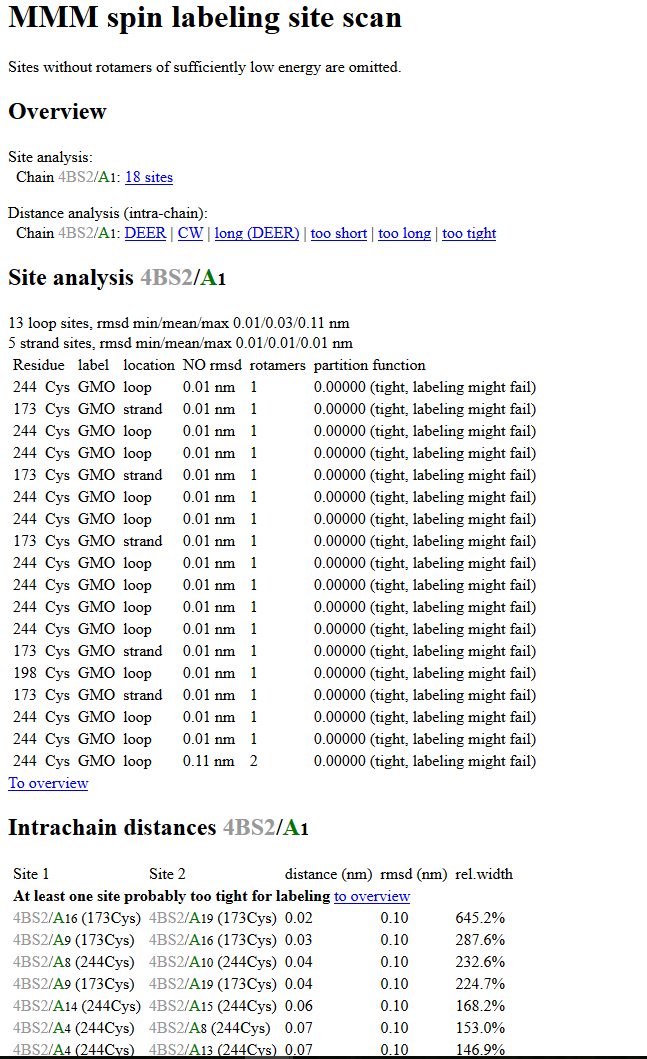 MMM spin labeling site scan
Sites without rotamers of sufficiently low energy are omitted.
Overview
Site analysis:
Chain 4BS2/A1: 18 sites
Distance analysis (intra-chain):
Chain 4BS2/A1: DEER | CW | long (DEER) | too short | too long | too tight
Site analysis 4BS2/A1
13 loop sites, rmsd min/mean/max 0.01/0.03/0.11 nm
5 strand sites, rmsd min/mean/max 0.01/0.01/0.01 nm
Residue label location NO rmsd rotamers partition function
244 Cys GMO loop 0.01 nm 1 0.00000 (tight, labeling might fail)
173 Cys GMO strand 0.01 nm 1 0.00000 (tight, labeling might fail)
244 Cys GMO loop 0.01 nm 1 0.00000 (tight, labeling might fail)
244 Cys GMO loop 0.01 nm 1 0.00000 (tight, labeling might fail)
173 Cys GMO strand 0.01 nm 1 0.00000 (tight, labeling might fail)
244 Cys GMO loop 0.01 nm 1 0.00000 (tight, labeling might fail)
244 Cys GMO loop 0.01 nm 1 0.00000 (tight, labeling might fail)
173 Cys GMO strand 0.01 nm 1 0.00000 (tight, labeling might fail)
244 Cys GMO loop 0.01 nm 1 0.00000 (tight, labeling might fail)
244 Cys GMO loop 0.01 nm 1 0.00000 (tight, labeling might fail)
244 Cys GMO loop 0.01 nm 1 0.00000 (tight, labeling might fail)
244 Cys GMO loop 0.01 nm 1 0.00000 (tight, labeling might fail)
173 Cys GMO strand 0.01 nm 1 0.00000 (tight, labeling might fail)
198 Cys GMO loop 0.01 nm 1 0.00000 (tight, labeling might fail)
173 Cys GMO strand 0.01 nm 1 0.00000 (tight, labeling might fail)
244 Cys GMO loop 0.01 nm 1 0.00000 (tight, labeling might fail)
244 Cys GMO loop 0.01 nm 1 0.00000 (tight, labeling might fail)
244 Cys GMO loop 0.11 nm 2 0.00000 (tight, labeling might fail)
To overview
Intrachain distances 4BS2/A1
Site 1 Site 2 distance (nm) rmsd (nm) rel.width
At least one site probably too tight for labeling to overview
4BS2/A16 (173Cys) 4BS2/A19 (173Cys) 0.02 0.10 645.2%
4BS2/A9 (173Cys) 4BS2/A16 (173Cys) 0.03 0.10 287.6%
4BS2/A8 (244Cys) 4BS2/A10 (244Cys) 0.04 0.10 232.6%
4BS2/A9 (173Cys) 4BS2/A19 (173Cys) 0.04 0.10 224.7%
4BS2/A14 (244Cys) 4BS2/A15 (244Cys) 0.06 0.10 168.2%
4BS2/A4 (244Cys) 4BS2/A8 (244Cys) 0.07 0.10 153.0%
4BS2/A4 (244Cys) 4BS2/A13 (244Cys) 0.07 0.10 146.9%